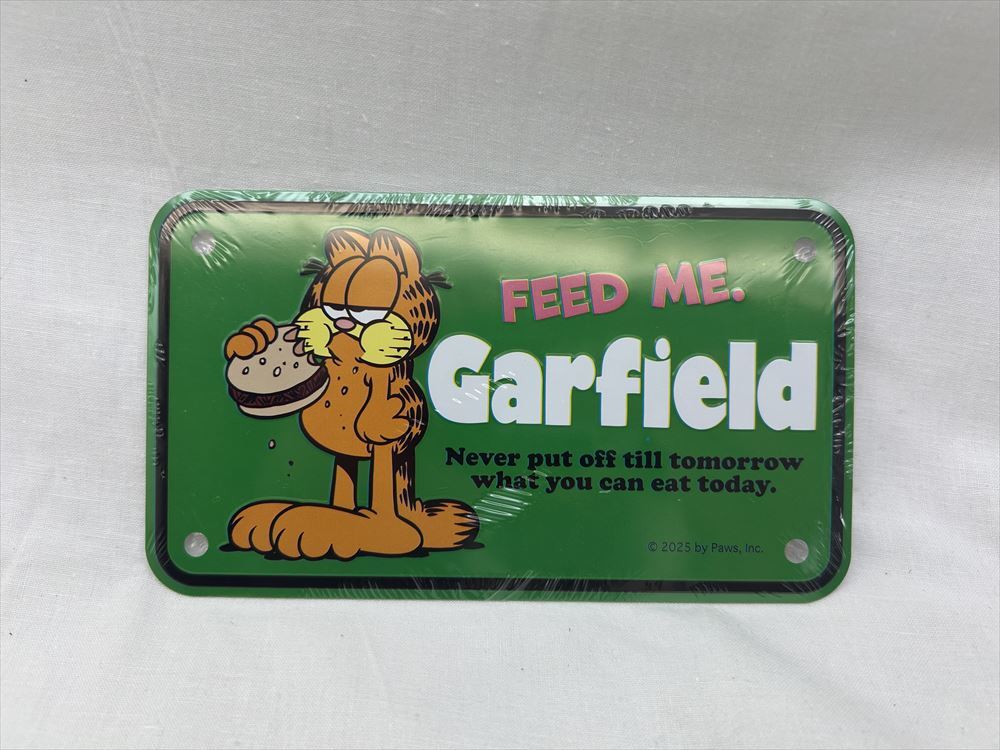 FEED ME.
Garfield
Never put off till tomorrow
what you can eat today.
© 2025 by Paws, Inc.